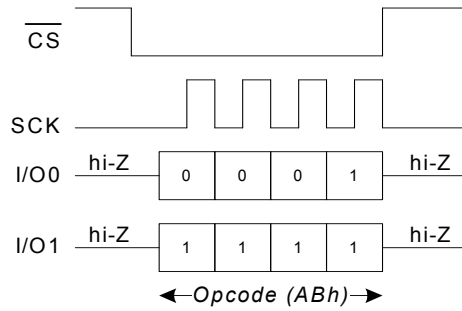 CS
SCK
I/O0 hi-Z 0 0 0 1 hi-Z
I/O1 hi-Z 1 1 1 1 hi-Z
Opcode (ABh)